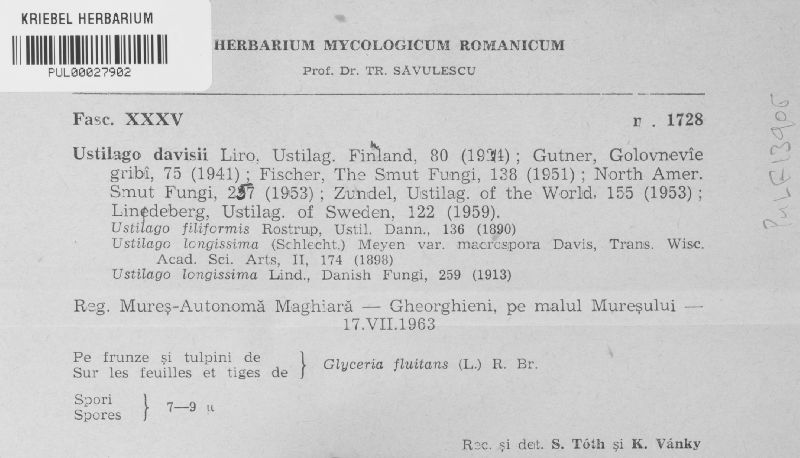 KRIEBEL HERBARIUM
PUL00027902
HERBARIUM MYCOLOGICUM ROMANICUM
Prof. Dr. TR. SĂVULESCU
Fasc. XXXV n . 1728
Ustilago davisii Liro, Ustilag. Finland, 80 (1924) ; Gutner, Golovnevîe
gribî, 75 (1941) ; Fischer, The Smut Fungi, 138 (1951) ; North Amer.
Smut Fungi, 237 (1953) ; Zundel, Ustilag. of the World, 155 (1953) ;
Lindeberg, Ustilag. of Sweden, 122 (1959).
Ustilago filiformis Rostrup, Ustil. Dann., 136 (1890)
Ustilago longissima (Schlecht.) Meyen var. macrospora Davis, Trans. Wisc.
Acad. Sci. Arts, II, 174 (1898)
Ustilago longissima Lind., Danish Fungi, 259 (1913)
Reg. Mureș-Autonomă Maghiară — Gheorghieni, pe malul Mureșului —
17.VII.1963
Pe frunze și tulpini de
Sur les feuilles et tiges de } Glyceria fluitans (L.) R. Br.
Spori
Spores } 7—9 µ
Rec. și det. S. Tóth și K. Vánky
PUL F13906